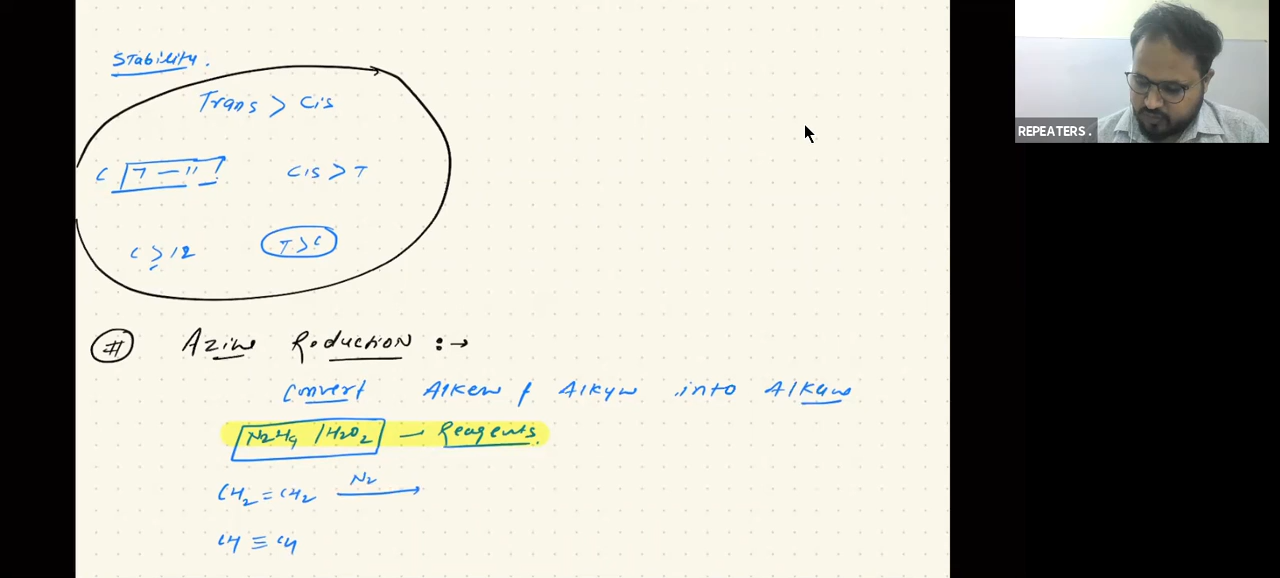 Stability.
Trans > Cis
C 7 – 11
Cis > T
C ≥ 12
T > C
# Azine Reduction :→
Convert Alkene & Alkyne into Alkane
N2H4 / H2O2 — Reagents.
CH2 = CH2 N2
CH ≡ CH
REPEATERS .